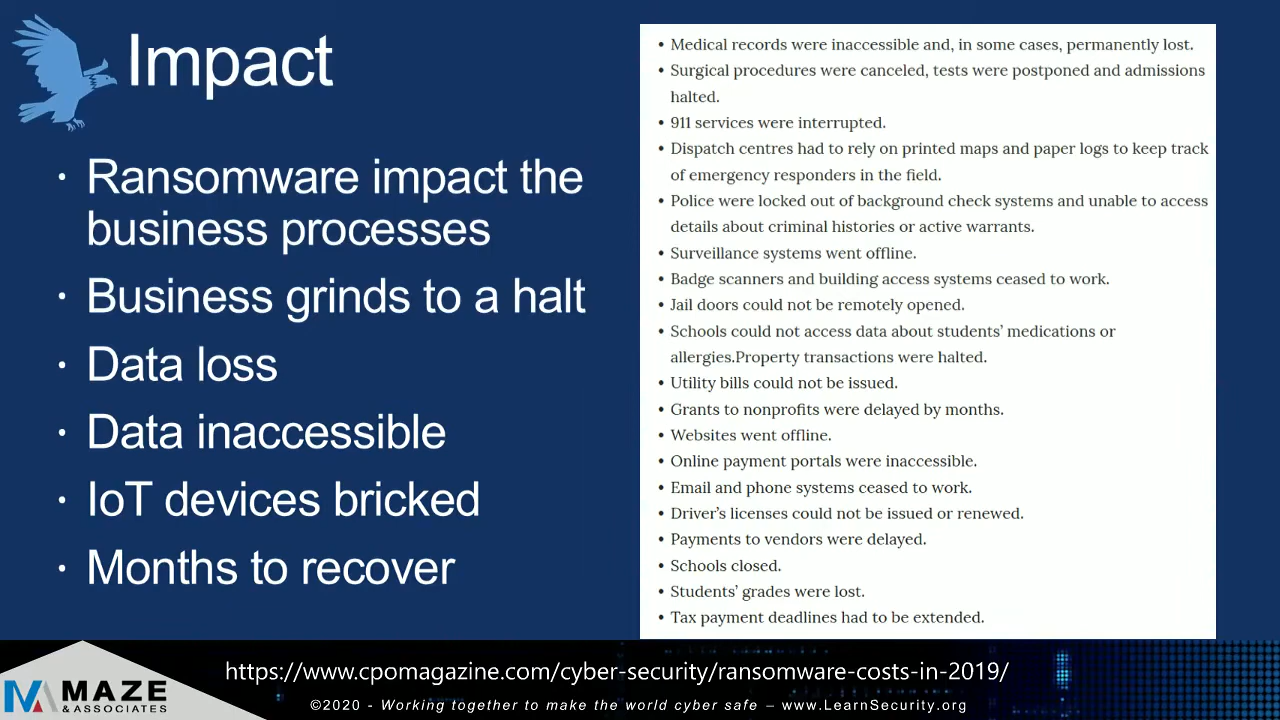 Impact
· Ransomware impact the
business processes
· Business grinds to a halt
· Data loss
· Data inaccessible
· IoT devices bricked
· Months to recover
• Medical records were inaccessible and, in some cases, permanently lost.
• Surgical procedures were canceled, tests were postponed and admissions
halted.
• 911 services were interrupted.
• Dispatch centres had to rely on printed maps and paper logs to keep track
of emergency responders in the field.
• Police were locked out of background check systems and unable to access
details about criminal histories or active warrants.
• Surveillance systems went offline.
• Badge scanners and building access systems ceased to work.
• Jail doors could not be remotely opened.
• Schools could not access data about students’ medications or
allergies.Property transactions were halted.
• Utility bills could not be issued.
• Grants to nonprofits were delayed by months.
• Websites went offline.
• Online payment portals were inaccessible.
• Email and phone systems ceased to work.
• Driver’s licenses could not be issued or renewed.
• Payments to vendors were delayed.
• Schools closed.
• Students’ grades were lost.
• Tax payment deadlines had to be extended.
https://www.cpomagazine.com/cyber-security/ransomware-costs-in-2019/
MA MAZE
& ASSOCIATES
©2020 - Working together to make the world cyber safe – www.LearnSecurity.org